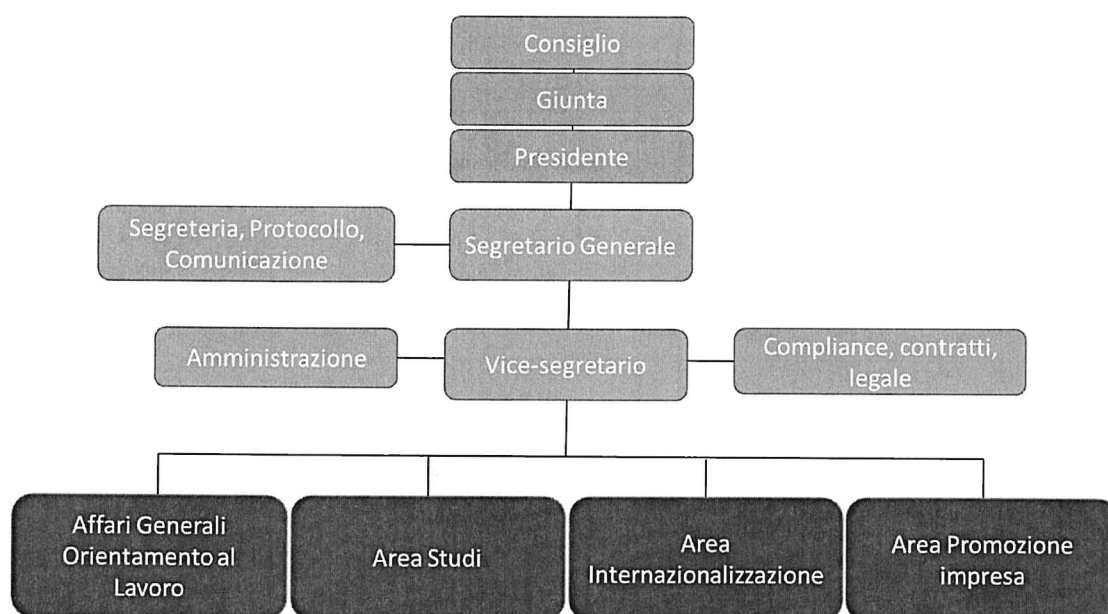 Consiglio
Giunta
Presidente
Segreteria, Protocollo,
Comunicazione
Segretario Generale
Amministrazione
Vice-segretario
Compliance, contratti,
legale
Affari Generali
Orientamento al
Lavoro
Area Studi
Area
Internazionalizzazione
Area Promozione
impresa